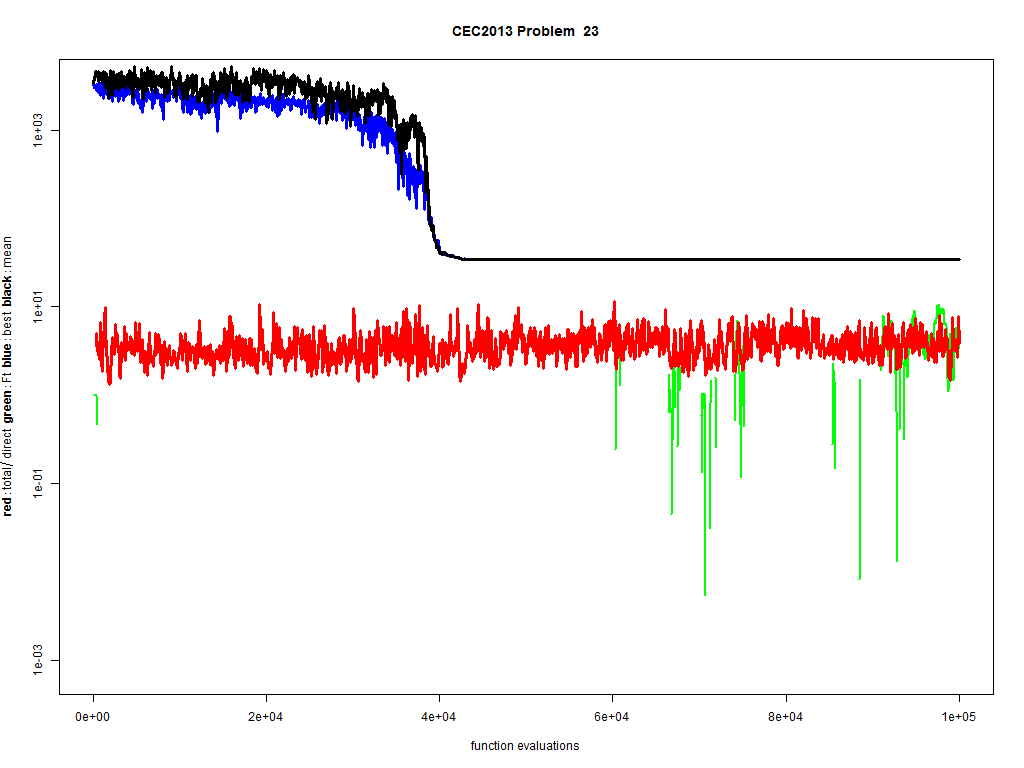 CEC2013 Problem  23
red : total/ direct green : Ft blue : best black : mean
1e+03
1e+01
1e-01
1e-03
0e+00 2e+04 4e+04 6e+04 8e+04 1e+05
function evaluations